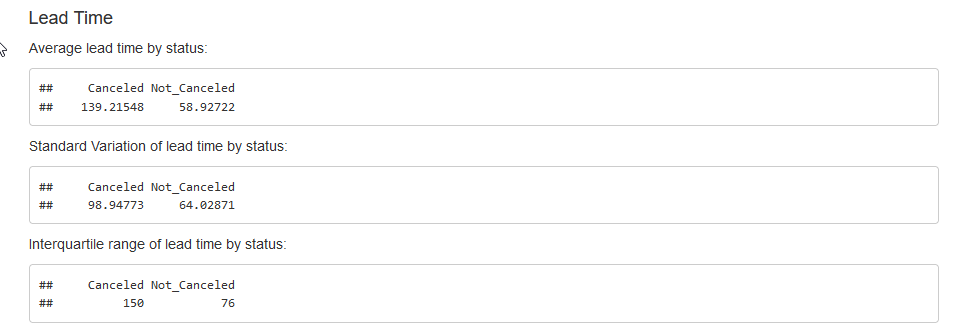 Lead Time
Average lead time by status:
##     Canceled Not_Canceled
##    139.21548     58.92722
Standard Variation of lead time by status:
##     Canceled Not_Canceled
##     98.94773     64.02871
Interquartile range of lead time by status:
##     Canceled Not_Canceled
##          150           76